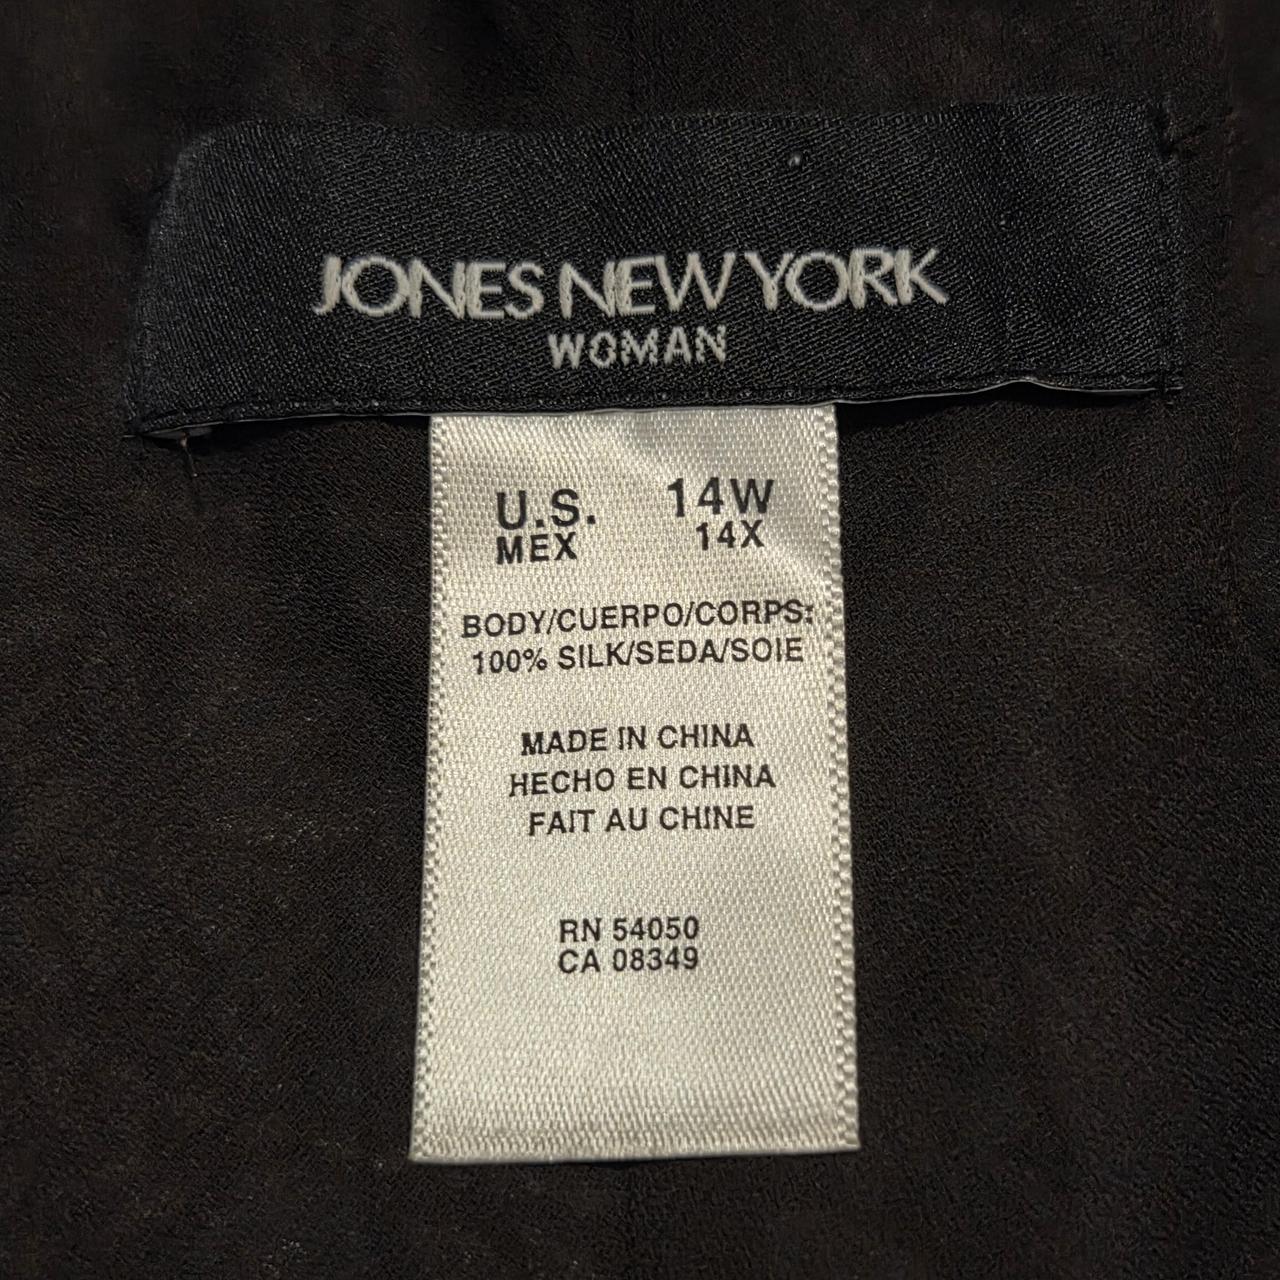 JONES NEW YORK
WOMAN
U.S. 14W
MEX 14X
BODY/CUERPO/CORPS:
100% SILK/SEDA/SOIE
MADE IN CHINA
HECHO EN CHINA
FAIT AU CHINE
RN 54050
CA 08349